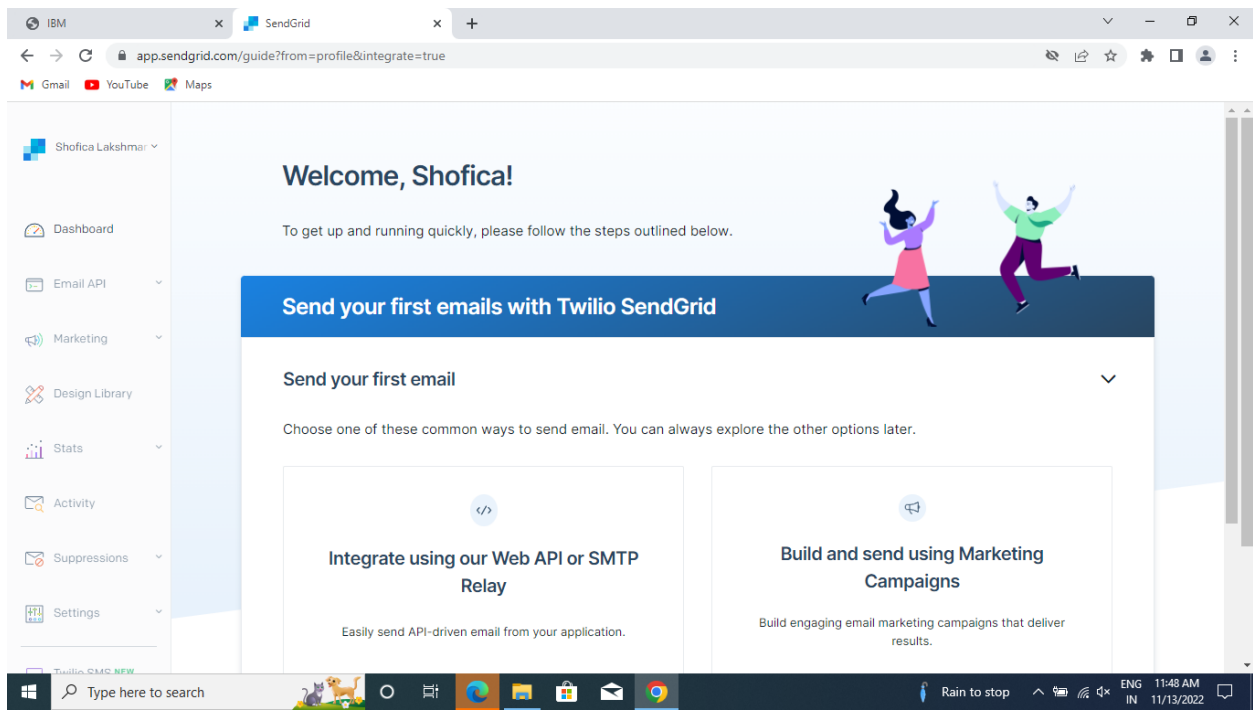 IBM
SendGrid
app.sendgrid.com/guide?from=profile&integrate=true
Gmail
YouTube
Maps
Shofica Lakshmar
Dashboard
Email API
Marketing
Design Library
Stats
Activity
Suppressions
Settings
Twilio SMS NEW
Welcome, Shofica!
To get up and running quickly, please follow the steps outlined below.
Send your first emails with Twilio SendGrid
Send your first email
Choose one of these common ways to send email. You can always explore the other options later.
Integrate using our Web API or SMTP
Relay
Easily send API-driven email from your application.
Build and send using Marketing
Campaigns
Build engaging email marketing campaigns that deliver
results.
Type here to search
Rain to stop
ENG
IN
11:48 AM
11/13/2022